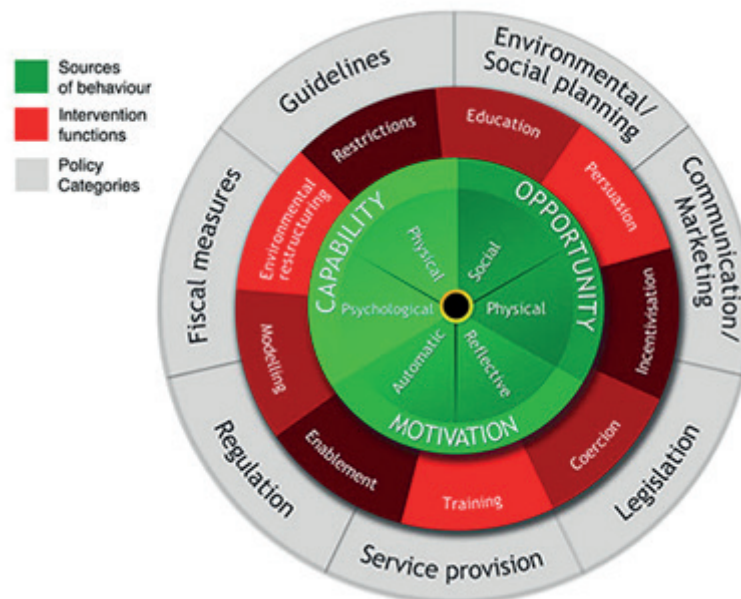 Sources
of behaviour
Intervention
functions
Policy
Categories
Guidelines
Environmental/
Social planning
Communication/
Marketing
Legislation
Service provision
Regulation
Fiscal measures
Restrictions
Education
Persuasion
Incentivisation
Coercion
Training
Enablement
Modelling
Environmental
restructuring
CAPABILITY
OPPORTUNITY
MOTIVATION
Physical
Social
Psychological
Physical
Automatic
Reflective